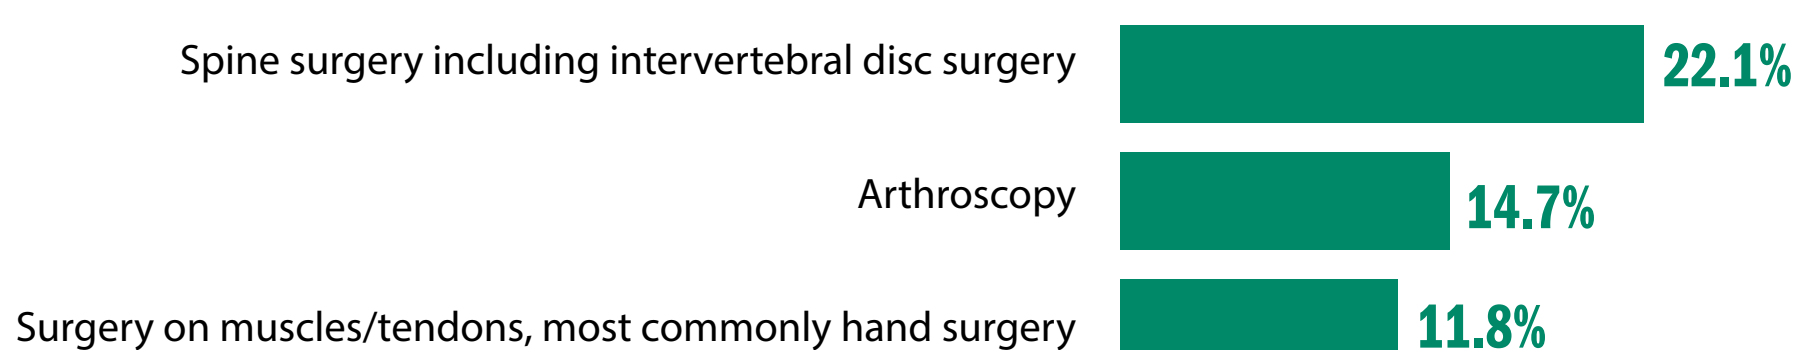 Spine surgery including intervertebral disc surgery 22.1%
Arthroscopy 14.7%
Surgery on muscles/tendons, most commonly hand surgery 11.8%